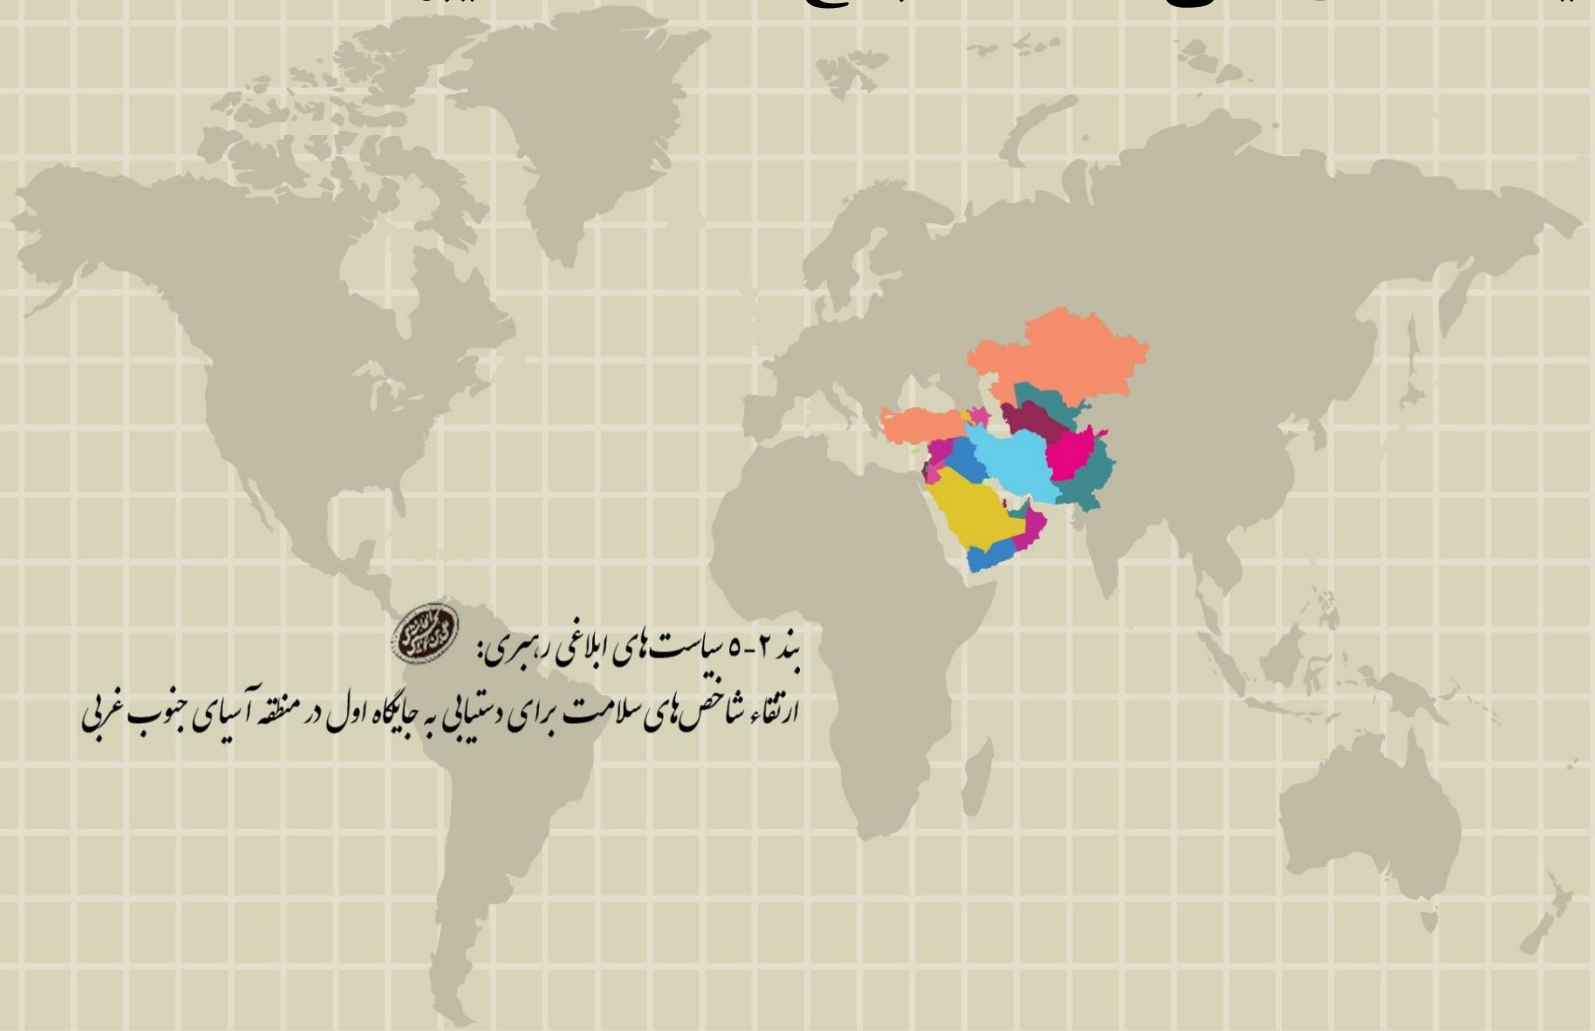 بند ۲-۵ سیاست‌های ابلاغی رهبری:
ارتقاء شاخص‌های سلامت برای دستیابی به جایگاه اول در منطقه آسیای جنوب غربی